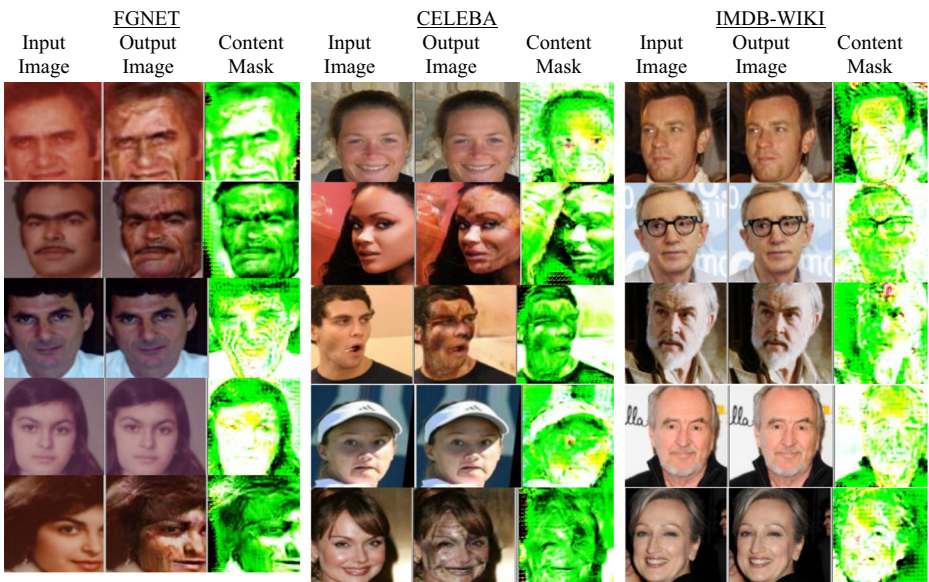 FGNET
CELEBA
IMDB-WIKI
Input Image
Output Image
Content Mask
Input Image
Output Image
Content Mask
Input Image
Output Image
Content Mask